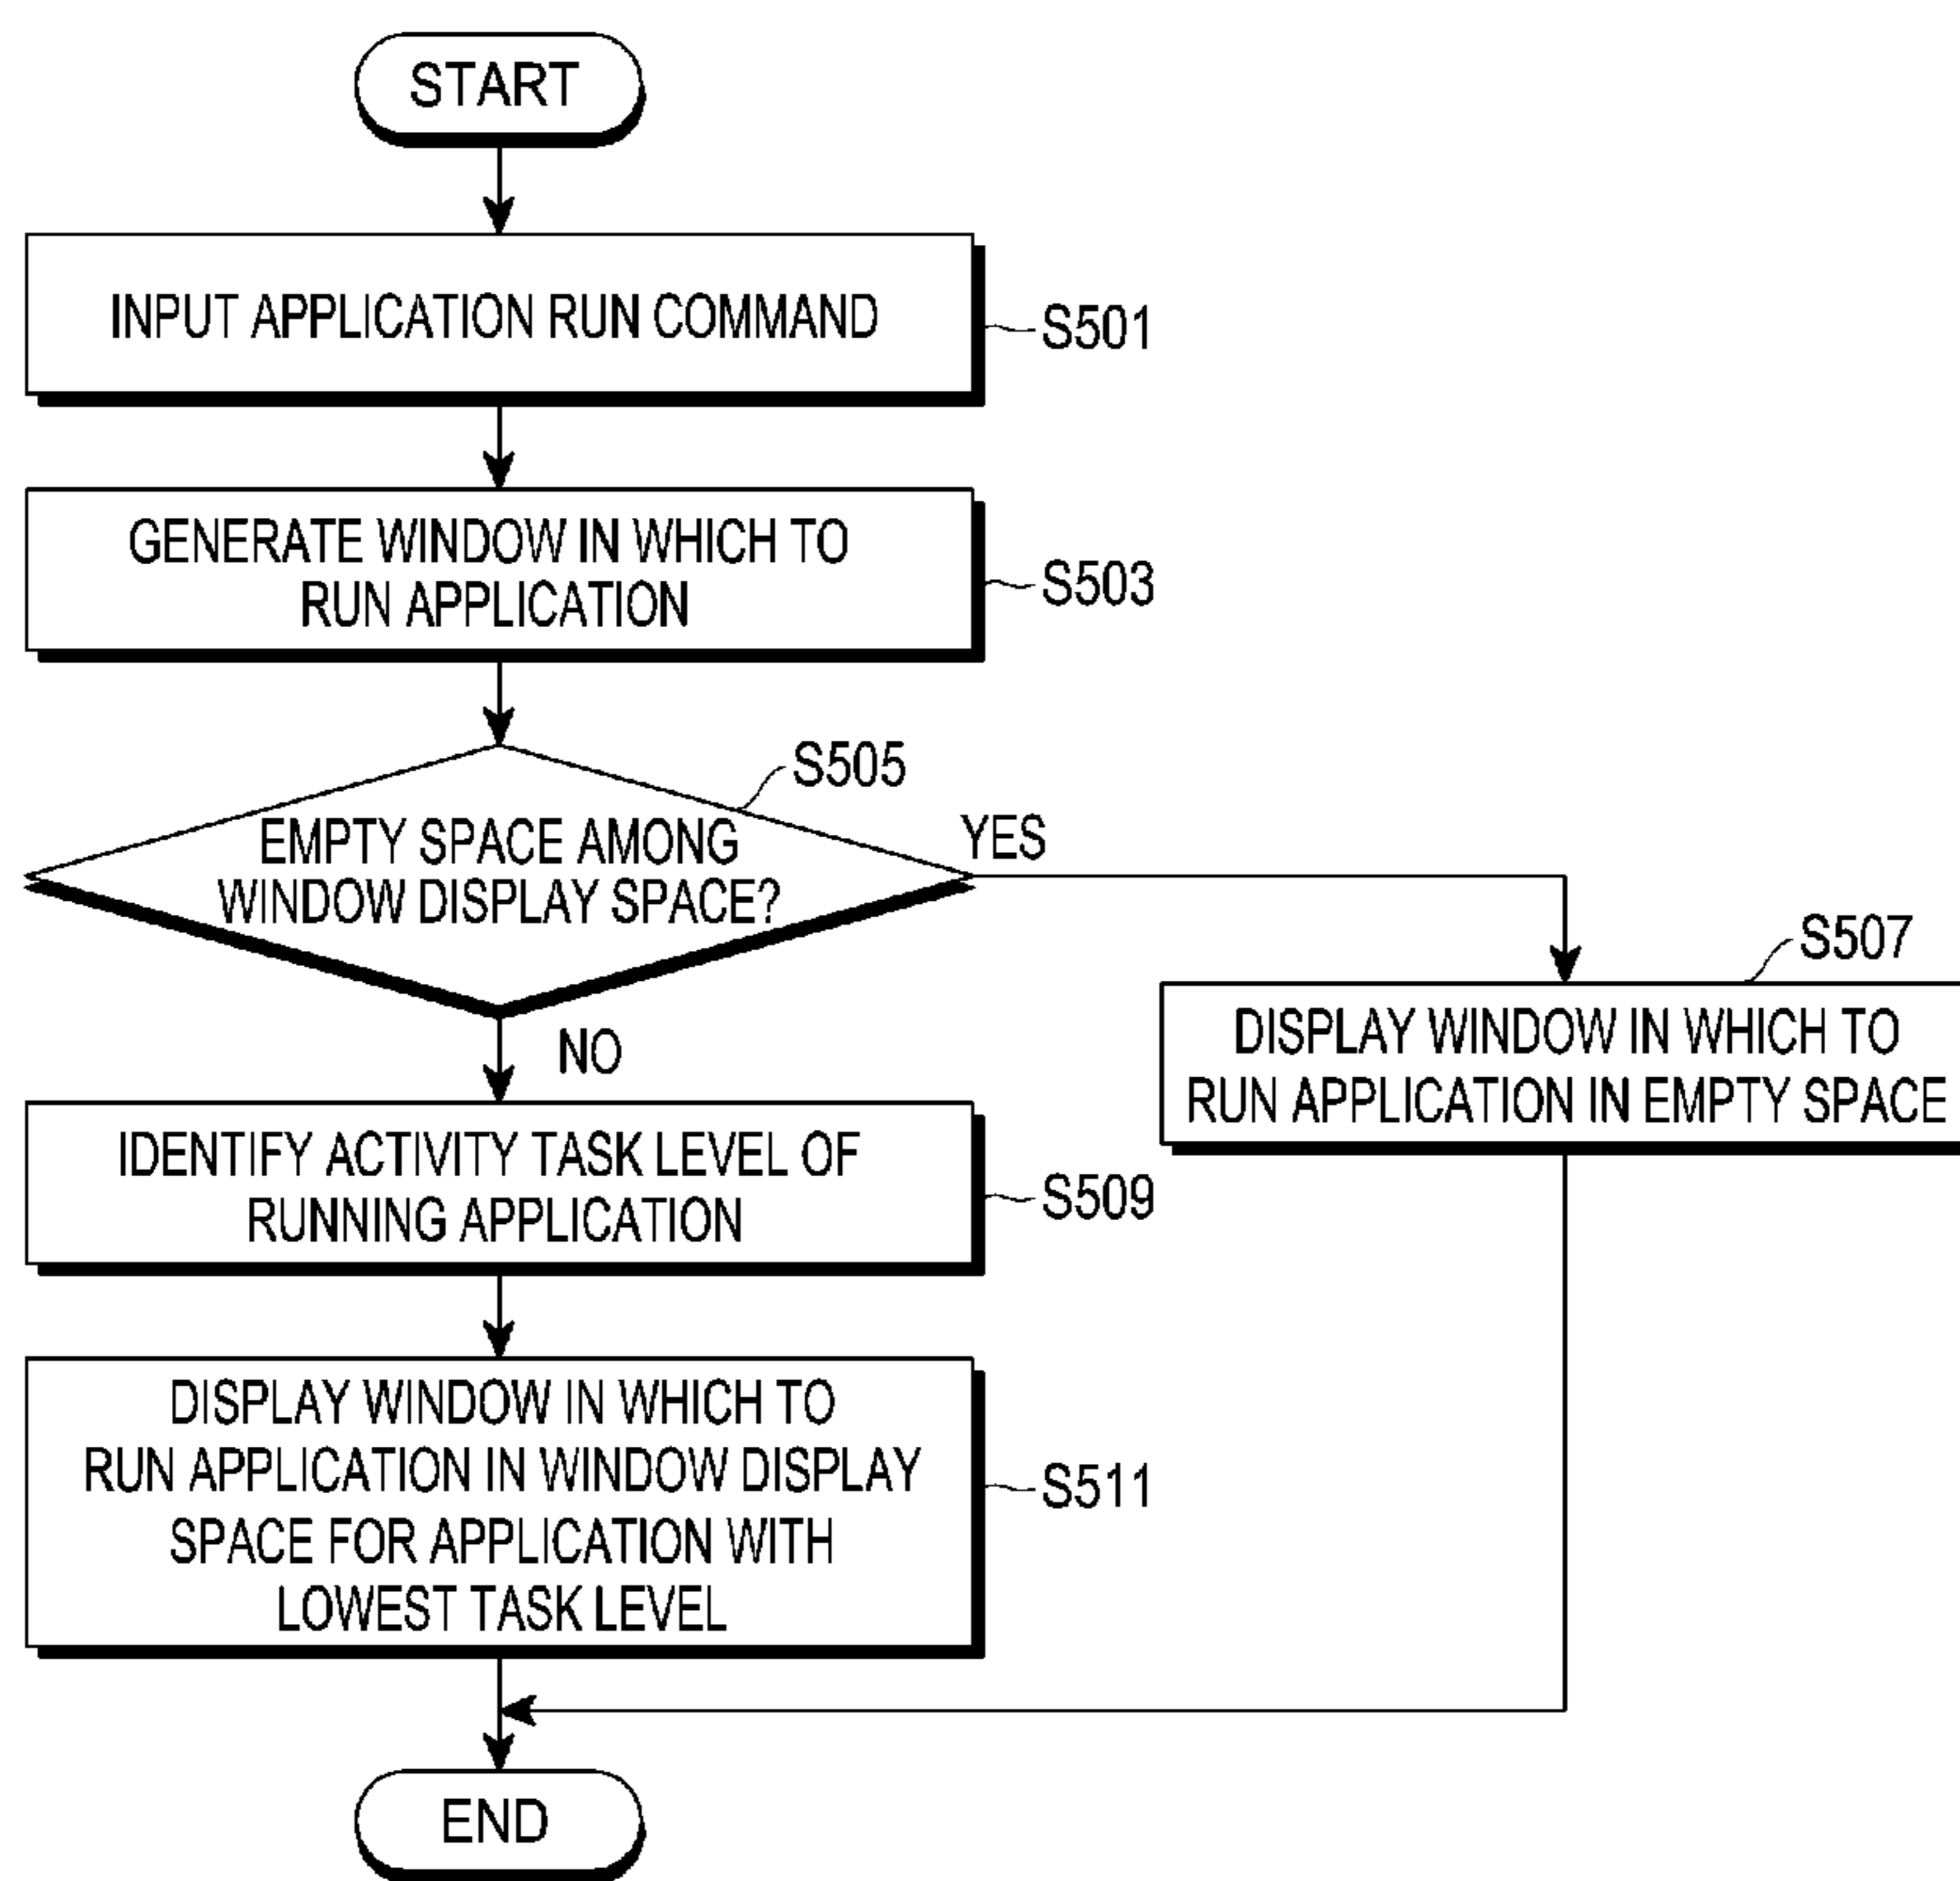 START
INPUT APPLICATION RUN COMMAND
S501
GENERATE WINDOW IN WHICH TO
RUN APPLICATION
S503
S505
EMPTY SPACE AMONG
WINDOW DISPLAY SPACE?
YES
NO
S507
DISPLAY WINDOW IN WHICH TO
RUN APPLICATION IN EMPTY SPACE
IDENTIFY ACTIVITY TASK LEVEL OF
RUNNING APPLICATION
S509
DISPLAY WINDOW IN WHICH TO
RUN APPLICATION IN WINDOW DISPLAY
SPACE FOR APPLICATION WITH
LOWEST TASK LEVEL
S511
END